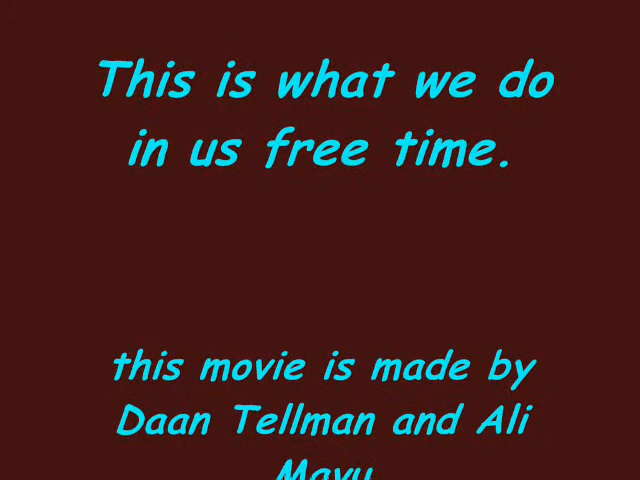 This is what we do
in us free time.
this movie is made by
Daan Tellman and Ali